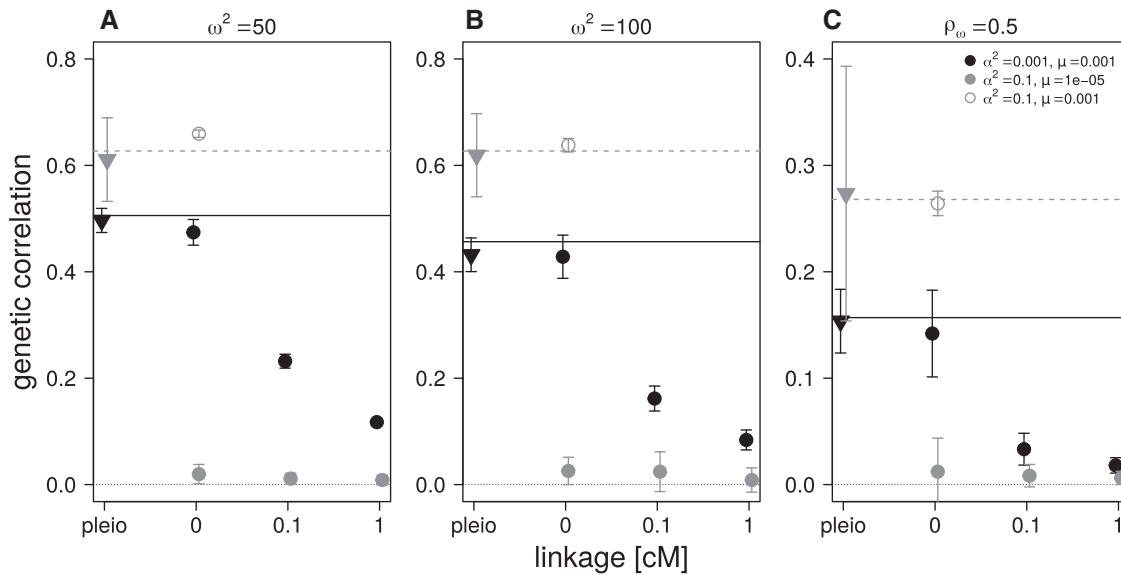 A
ω² =50
B
ω² =100
C
ρω =0.5
genetic correlation
0.8
0.6
0.4
0.2
0.0
pleio 0 0.1 1
0.8
0.6
0.4
0.2
0.0
pleio 0 0.1 1
α² =0.001, μ =0.001
α² =0.1, μ =1e−05
α² =0.1, μ =0.001
0.4
0.3
0.2
0.1
0.0
pleio 0 0.1 1
linkage [cM]